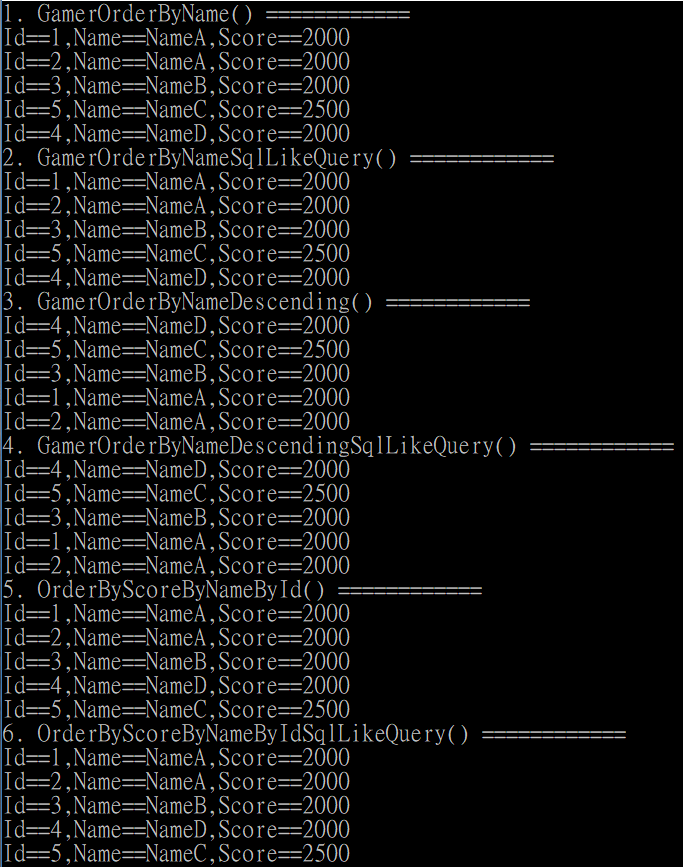 1. GamerOrderByName() ============
Id==1,Name==NameA,Score==2000
Id==2,Name==NameA,Score==2000
Id==3,Name==NameB,Score==2000
Id==5,Name==NameC,Score==2500
Id==4,Name==NameD,Score==2000
2. GamerOrderByNameSqlLikeQuery() ============
Id==1,Name==NameA,Score==2000
Id==2,Name==NameA,Score==2000
Id==3,Name==NameB,Score==2000
Id==5,Name==NameC,Score==2500
Id==4,Name==NameD,Score==2000
3. GamerOrderByNameDescending() ============
Id==4,Name==NameD,Score==2000
Id==5,Name==NameC,Score==2500
Id==3,Name==NameB,Score==2000
Id==1,Name==NameA,Score==2000
Id==2,Name==NameA,Score==2000
4. GamerOrderByNameDescendingSqlLikeQuery() ============
Id==4,Name==NameD,Score==2000
Id==5,Name==NameC,Score==2500
Id==3,Name==NameB,Score==2000
Id==1,Name==NameA,Score==2000
Id==2,Name==NameA,Score==2000
5. OrderByScoreByNameById() ============
Id==1,Name==NameA,Score==2000
Id==2,Name==NameA,Score==2000
Id==3,Name==NameB,Score==2000
Id==4,Name==NameD,Score==2000
Id==5,Name==NameC,Score==2500
6. OrderByScoreByNameByIdSqlLikeQuery() ============
Id==1,Name==NameA,Score==2000
Id==2,Name==NameA,Score==2000
Id==3,Name==NameB,Score==2000
Id==4,Name==NameD,Score==2000
Id==5,Name==NameC,Score==2500